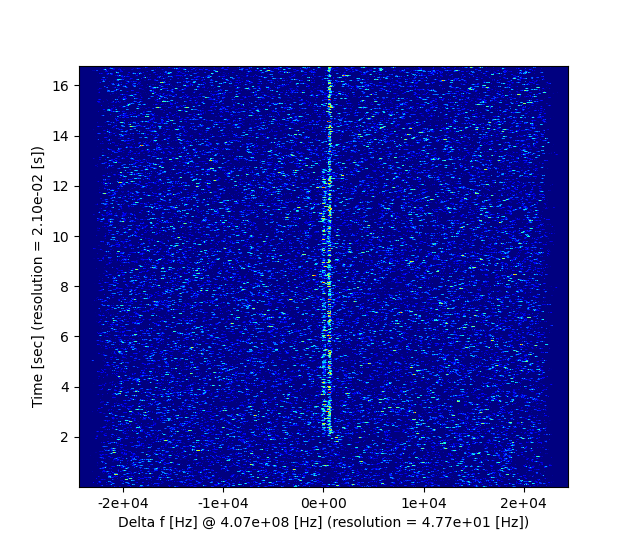 16
14
12
10
8
6
4
2
Time [sec] (resolution = 2.10e-02 [s])
-2e+04 -1e+04 0e+00 1e+04 2e+04
Delta f [Hz] @ 4.07e+08 [Hz] (resolution = 4.77e+01 [Hz])